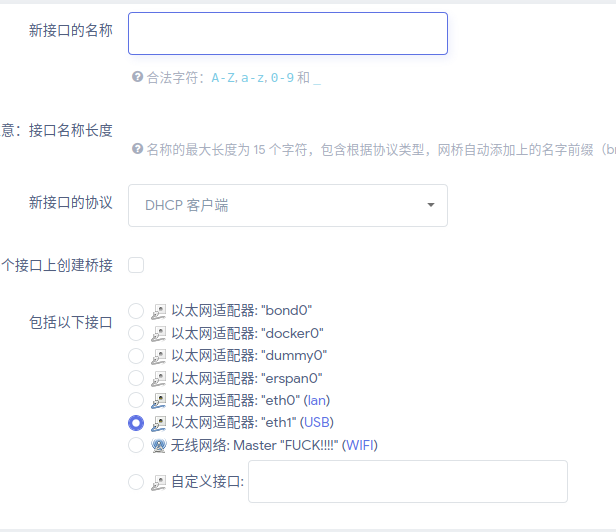 新接口的名称
合法字符：A-Z, a-z, 0-9 和 _
意：接口名称长度
名称的最大长度为 15 个字符，包含根据协议类型，网桥自动添加上的名字前缀（br
新接口的协议
DHCP 客户端
个接口上创建桥接
包括以下接口
以太网适配器: "bond0"
以太网适配器: "docker0"
以太网适配器: "dummy0"
以太网适配器: "erspan0"
以太网适配器: "eth0" (lan)
以太网适配器: "eth1" (USB)
无线网络: Master "FUCK!!!!" (WIFI)
自定义接口: